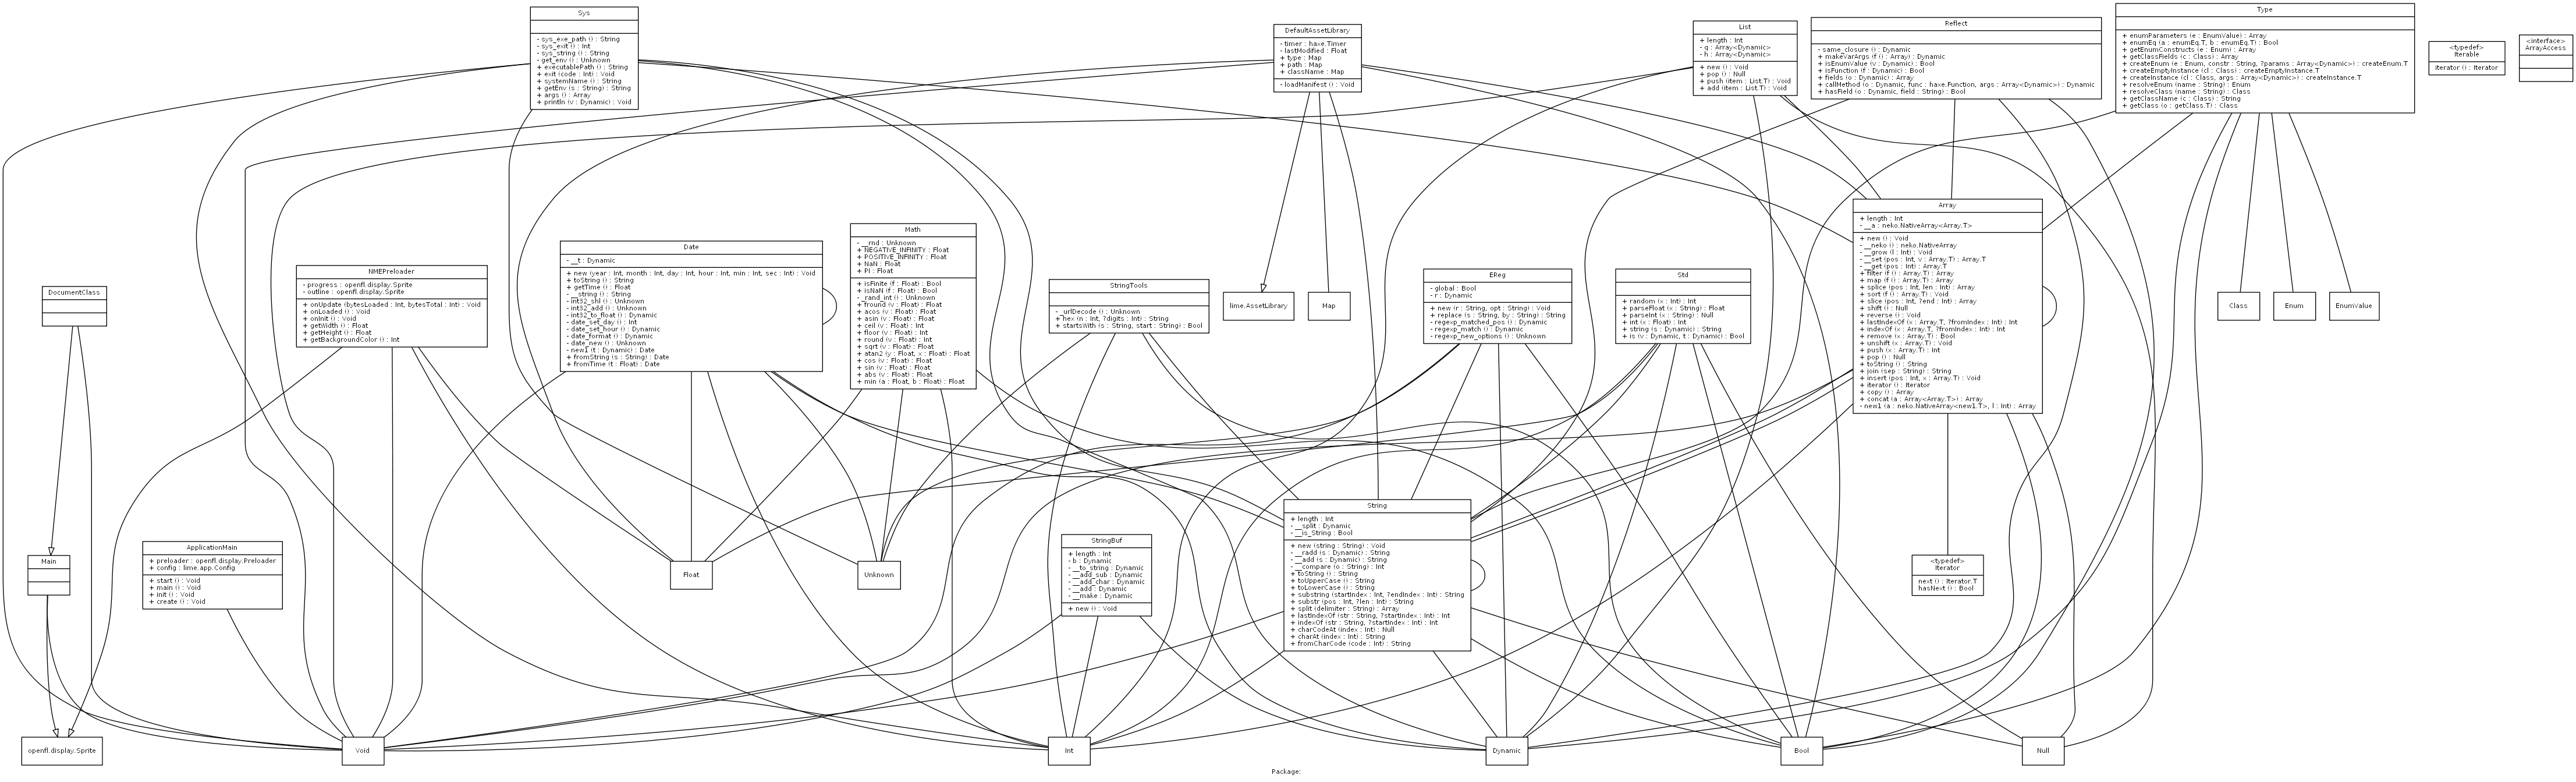 Sys
- sys_exe_path () : String
- sys_exit () : Int
- sys_string () : String
- get_env () : Unknown
+ executablePath () : String
+ exit (code : Int) : Void
+ systemName () : String
+ getEnv (s : String) : String
+ args () : Array
+ println (v : Dynamic) : Void
DefaultAssetLibrary
- timer : haxe.Timer
- lastModified : Float
+ type : Map
+ path : Map
+ className : Map
- loadManifest () : Void
List
+ length : Int
- q : Array<Dynamic>
- h : Array<Dynamic>
+ new () : Void
+ pop () : Null
+ push (item : List.T) : Void
+ add (item : List.T) : Void
Reflect
- same_closure () : Dynamic
+ makeVarArgs (f ) : Dynamic
+ isEnumValue (v : Dynamic) : Bool
+ isFunction (f : Dynamic) : Bool
+ fields (o : Dynamic) : Array
+ callMethod (o : Dynamic, func : haxe.Function, args : Array<Dynamic>) : Dynamic
+ hasField (o : Dynamic, field : String) : Bool
Type
+ enumParameters (e : EnumValue) : Array
+ enumEq (a : enumEq.T, b : enumEq.T) : Bool
+ getEnumConstructs (e : Enum) : Array
+ getClassFields (c : Class) : Array
+ createEnum (e : Enum, constr : String, ?params : Array<Dynamic>) : createEnum.T
+ createEmptyInstance (cl : Class) : createEmptyInstance.T
+ createInstance (cl : Class, args : Array<Dynamic>) : createInstance.T
+ resolveEnum (name : String) : Enum
+ resolveClass (name : String) : Class
+ getClassName (c : Class) : String
+ getClass (o : getClass.T) : Class
<typedef>
Iterable
iterator () : Iterator
<interface>
ArrayAccess
Array
+ length : Int
- __a : neko.NativeArray<Array.T>
+ new () : Void
- __neko () : neko.NativeArray
- __grow (l : Int) : Void
- __set (pos : Int, v : Array.T) : Array.T
- __get (pos : Int) : Array.T
+ filter (f () : Array.T) : Array
+ map (f () : Array.T) : Array
+ splice (pos : Int, len : Int) : Array
+ sort (f () : Array.T) : Void
+ slice (pos : Int, ?end : Int) : Array
+ shift () : Null
+ reverse () : Void
+ lastIndexOf (x : Array.T, ?fromIndex : Int) : Int
+ indexOf (x : Array.T, ?fromIndex : Int) : Int
+ remove (x : Array.T) : Bool
+ unshift (x : Array.T) : Void
+ push (x : Array.T) : Int
+ pop () : Null
+ toString () : String
+ join (sep : String) : String
+ insert (pos : Int, x : Array.T) : Void
+ iterator () : Iterator
+ copy () : Array
+ concat (a : Array<Array.T>) : Array
- new1 (a : neko.NativeArray<new1.T>, l : Int) : Array
Math
- __rnd : Unknown
+ NEGATIVE_INFINITY : Float
+ POSITIVE_INFINITY : Float
+ NaN : Float
+ PI : Float
+ isFinite (f : Float) : Bool
+ isNaN (f : Float) : Bool
- _rand_int () : Unknown
+ fround (v : Float) : Float
+ acos (v : Float) : Float
+ asin (v : Float) : Float
+ ceil (v : Float) : Int
+ floor (v : Float) : Int
+ round (v : Float) : Int
+ sqrt (v : Float) : Float
+ atan2 (y : Float, x : Float) : Float
+ cos (v : Float) : Float
+ sin (v : Float) : Float
+ abs (v : Float) : Float
+ min (a : Float, b : Float) : Float
Date
- __t : Dynamic
+ new (year : Int, month : Int, day : Int, hour : Int, min : Int, sec : Int) : Void
+ toString () : String
+ getTime () : Float
- __string () : String
- int32_shl () : Unknown
- int32_add () : Unknown
- int32_to_float () : Dynamic
- date_set_day () : Int
- date_set_hour () : Dynamic
- date_format () : Dynamic
- date_new () : Unknown
- new1 (t : Dynamic) : Date
+ fromString (s : String) : Date
+ fromTime (t : Float) : Date
NMEPreloader
- progress : openfl.display.Sprite
- outline : openfl.display.Sprite
+ onUpdate (bytesLoaded : Int, bytesTotal : Int) : Void
+ onLoaded () : Void
+ onInit () : Void
+ getWidth () : Float
+ getHeight () : Float
+ getBackgroundColor () : Int
DocumentClass
StringTools
- _urlDecode () : Unknown
+ hex (n : Int, ?digits : Int) : String
+ startsWith (s : String, start : String) : Bool
lime.AssetLibrary
Map
EReg
- global : Bool
- r : Dynamic
+ new (r : String, opt : String) : Void
+ replace (s : String, by : String) : String
- regexp_matched_pos () : Dynamic
- regexp_match () : Dynamic
- regexp_new_options () : Unknown
Std
+ random (x : Int) : Int
+ parseFloat (x : String) : Float
+ parseInt (x : String) : Null
+ int (x : Float) : Int
+ string (s : Dynamic) : String
+ is (v : Dynamic, t : Dynamic) : Bool
Class
Enum
EnumValue
String
+ length : Int
- __split : Dynamic
- __is_String : Bool
+ new (string : String) : Void
- __radd (s : Dynamic) : String
- __add (s : Dynamic) : String
- __compare (o : String) : Int
+ toString () : String
+ toUpperCase () : String
+ toLowerCase () : String
+ substring (startIndex : Int, ?endIndex : Int) : String
+ substr (pos : Int, ?len : Int) : String
+ split (delimiter : String) : Array
+ lastIndexOf (str : String, ?startIndex : Int) : Int
+ indexOf (str : String, ?startIndex : Int) : Int
+ charCodeAt (index : Int) : Null
+ charAt (index : Int) : String
+ fromCharCode (code : Int) : String
StringBuf
+ length : Int
- b : Dynamic
- __to_string : Dynamic
- __add_sub : Dynamic
- __add_char : Dynamic
- __add : Dynamic
- __make : Dynamic
+ new () : Void
ApplicationMain
+ preloader : openfl.display.Preloader
+ config : lime.app.Config
+ start () : Void
+ main () : Void
+ init () : Void
+ create () : Void
Main
Float
Unknown
<typedef>
Iterator
next () : Iterator.T
hasNext () : Bool
openfl.display.Sprite
Void
Int
Dynamic
Bool
Null
Package: